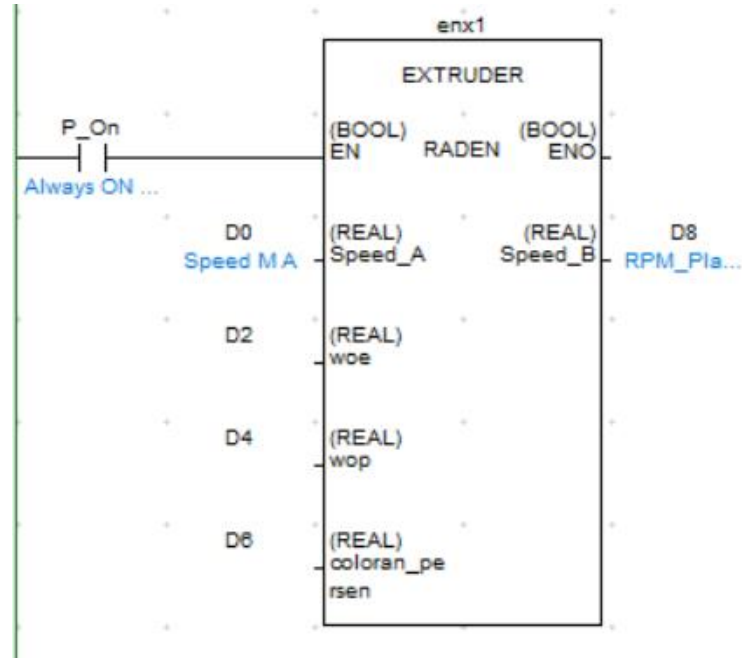 enx1
EXTRUDER
P_On
(BOOL)
EN
RADEN
(BOOL)
ENO
Always ON ...
D0
Speed M A
(REAL)
Speed_A
(REAL)
Speed_B
D8
RPM_Pla...
D2
(REAL)
woe
D4
(REAL)
wop
D6
(REAL)
coloran_pe
rsen